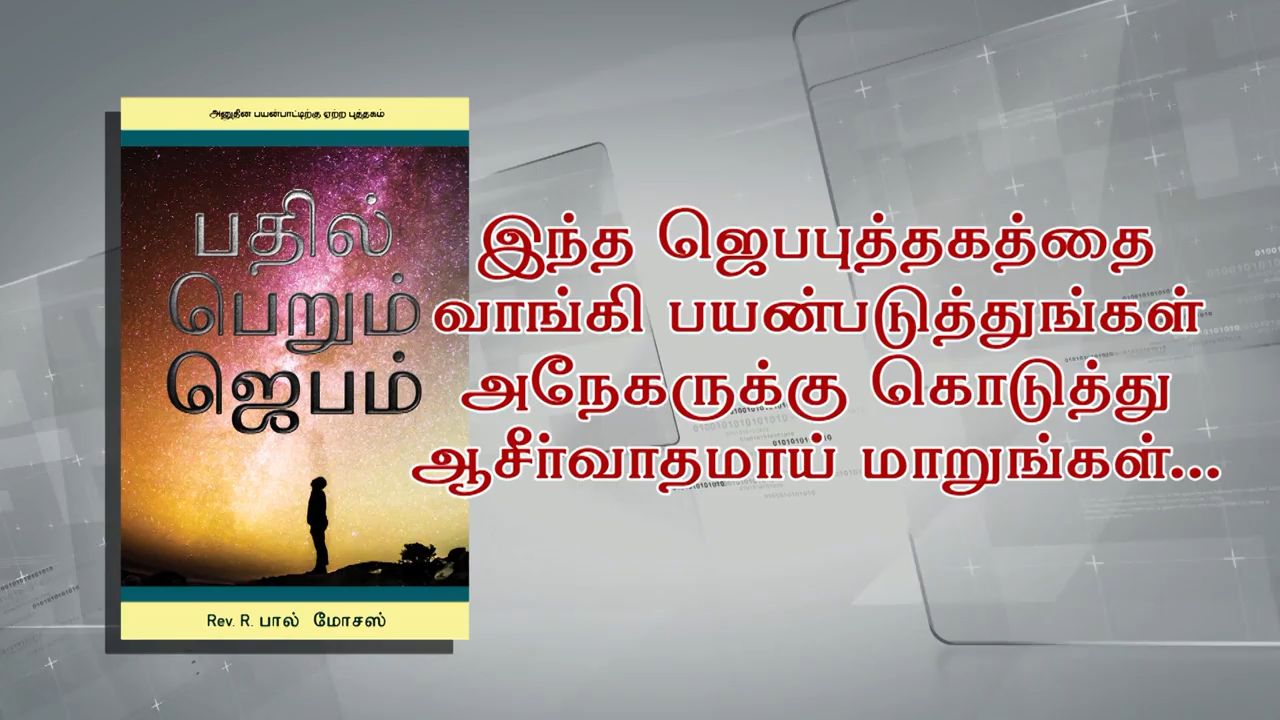 அனுதின பயன்பாட்டிற்கு ஏற்ற புத்தகம்
பதில்
பெறும்
ஜெபம்
Rev. R. பால் மோசஸ்
இந்த ஜெபபுத்தகத்தை
வாங்கி பயன்படுத்துங்கள்
அநேகருக்கு கொடுத்து
ஆசீர்வாதமாய் மாறுங்கள்...